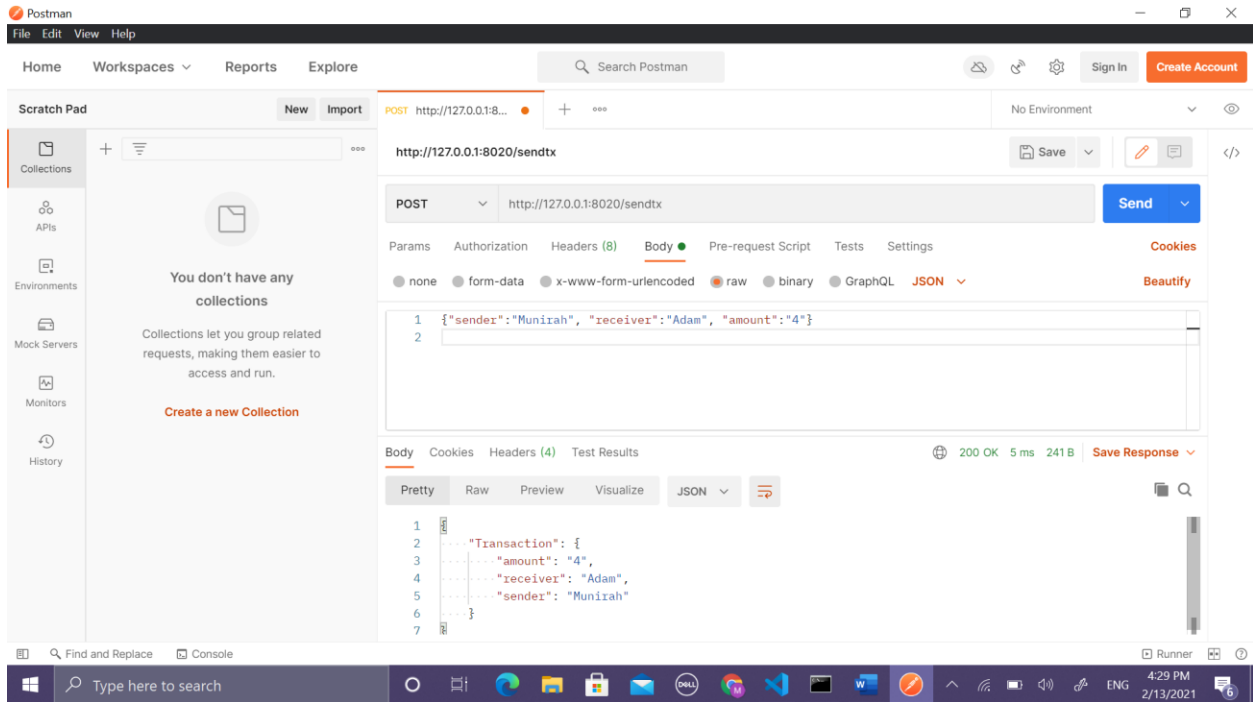 Postman
File Edit View Help
Home Workspaces Reports Explore Search Postman Sign In Create Account
Scratch Pad New Import POST http://127.0.0.1:8... No Environment
Collections
http://127.0.0.1:8020/sendtx Save
APIs
POST http://127.0.0.1:8020/sendtx Send
Params Authorization Headers (8) Body Pre-request Script Tests Settings Cookies
Environments
You don't have any
collections
none form-data x-www-form-urlencoded raw binary GraphQL JSON Beautify
Mock Servers
Collections let you group related
requests, making them easier to
access and run.
1 {"sender":"Munirah", "receiver":"Adam", "amount":"4"}
2
Monitors
Create a new Collection
History
Body Cookies Headers (4) Test Results 200 OK 5 ms 241 B Save Response
Pretty Raw Preview Visualize JSON
1 {
2 "Transaction": {
3 "amount": "4",
4 "receiver": "Adam",
5 "sender": "Munirah"
6 }
7 }
Find and Replace Console Runner
Type here to search DELL M W ENG 4:29 PM
2/13/2021 6